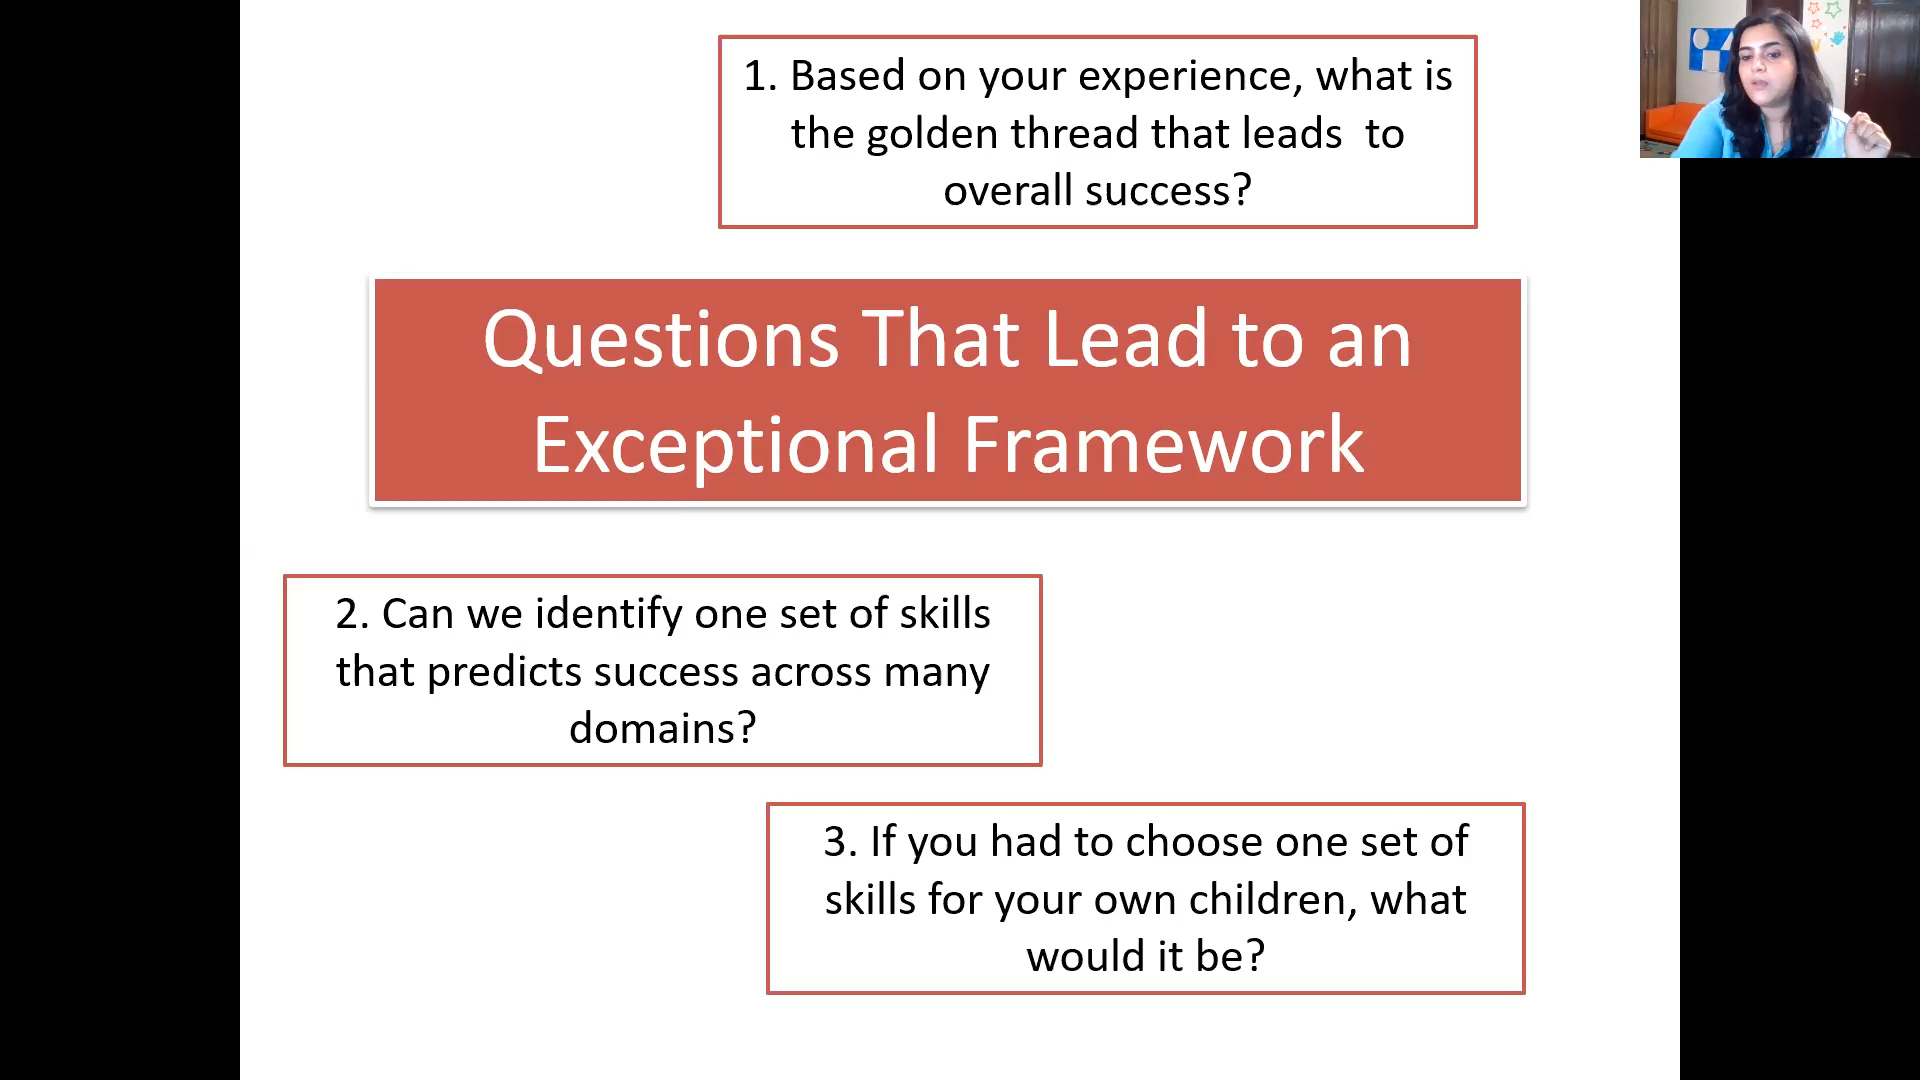 1. Based on your experience, what is
the golden thread that leads  to
overall success?
Questions That Lead to an
Exceptional Framework
2. Can we identify one set of skills
that predicts success across many
domains?
3. If you had to choose one set of
skills for your own children, what
would it be?